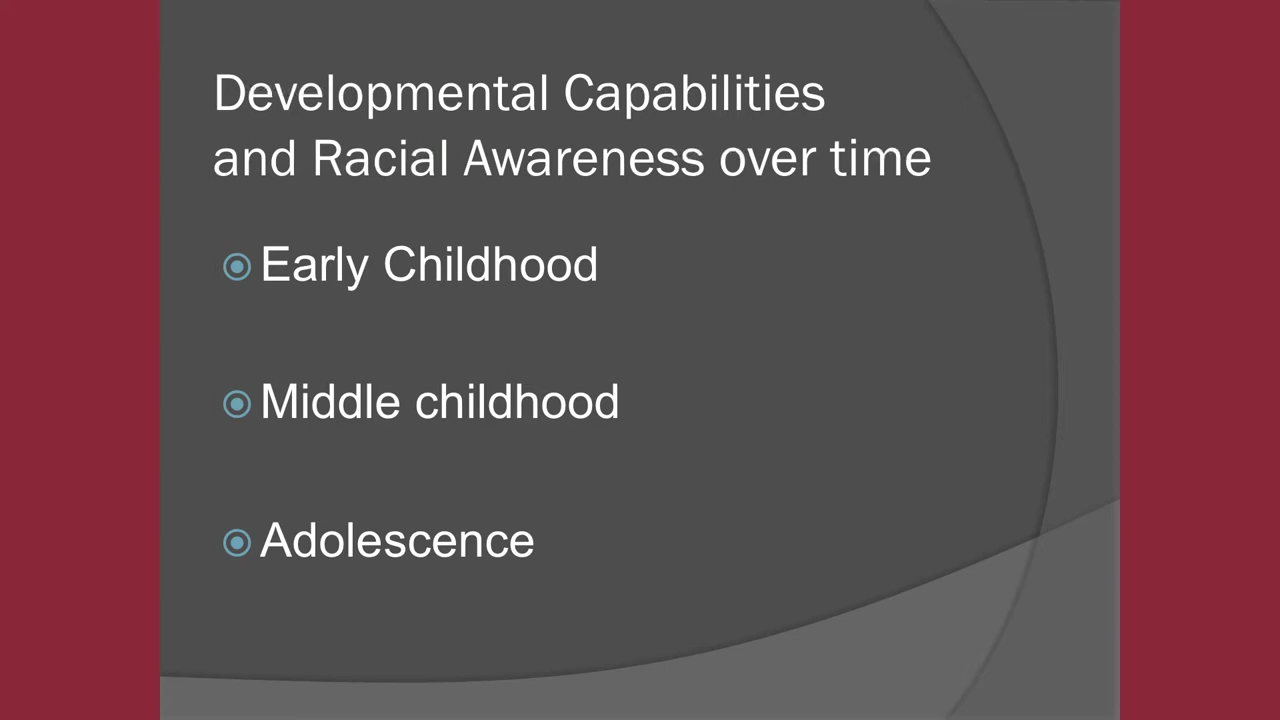 Developmental Capabilities
and Racial Awareness over time
Early Childhood
Middle childhood
Adolescence